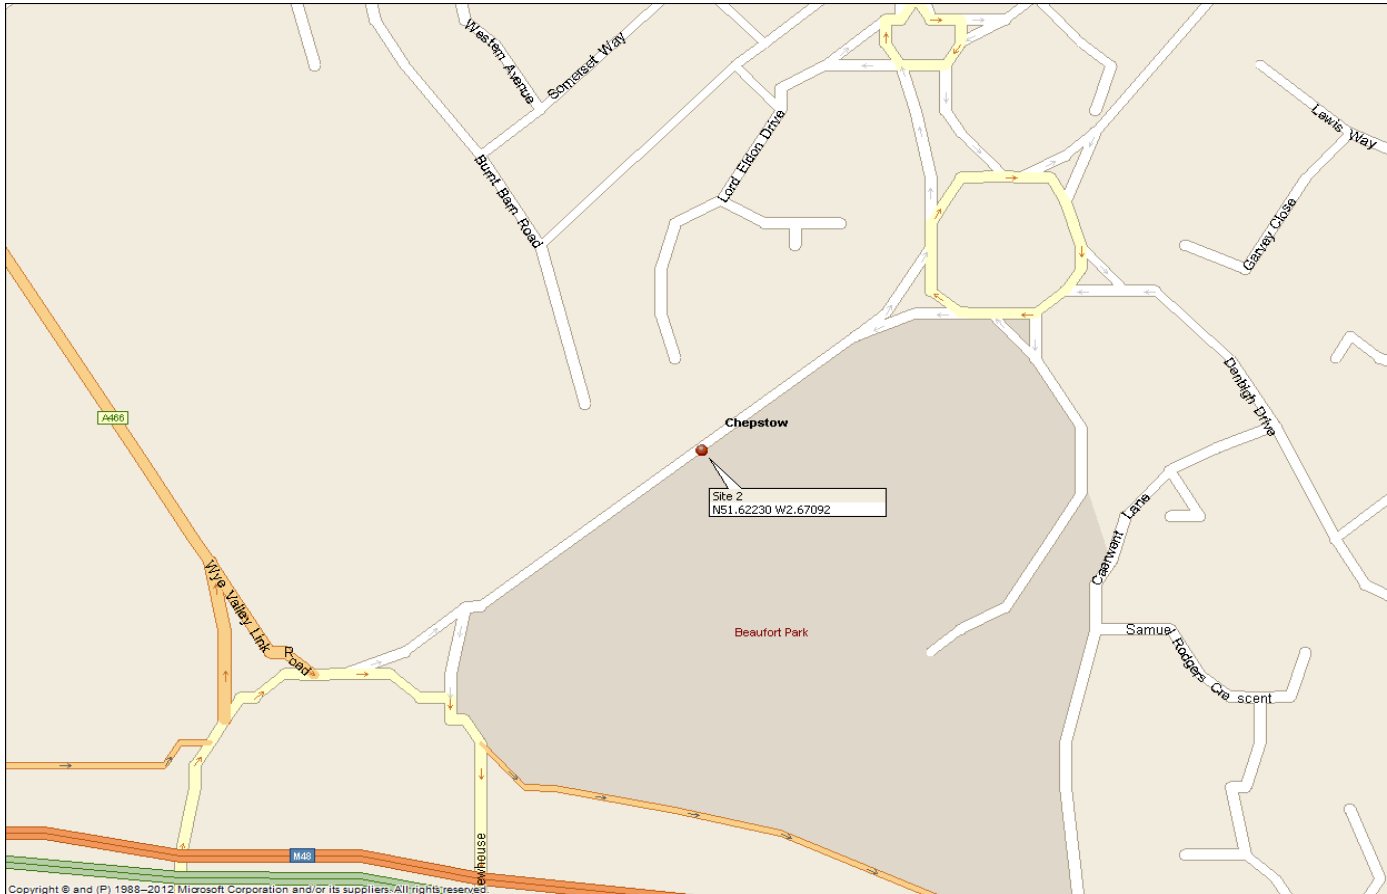 Western Avenue
Somerset Way
Lewis Way
Lord Eldon Drive
Burnt Barn Road
Garvey Close
Denbigh Drive
A466
Chepstow
Site 2
N51.62230 W2.67092
Caerwent Lane
Wye Valley Link Road
Beaufort Park
Samuel Rodgers Crescent
M48
ewhouse
Copyright © and (P) 1988–2012 Microsoft Corporation and/or its suppliers. All rights reserved.